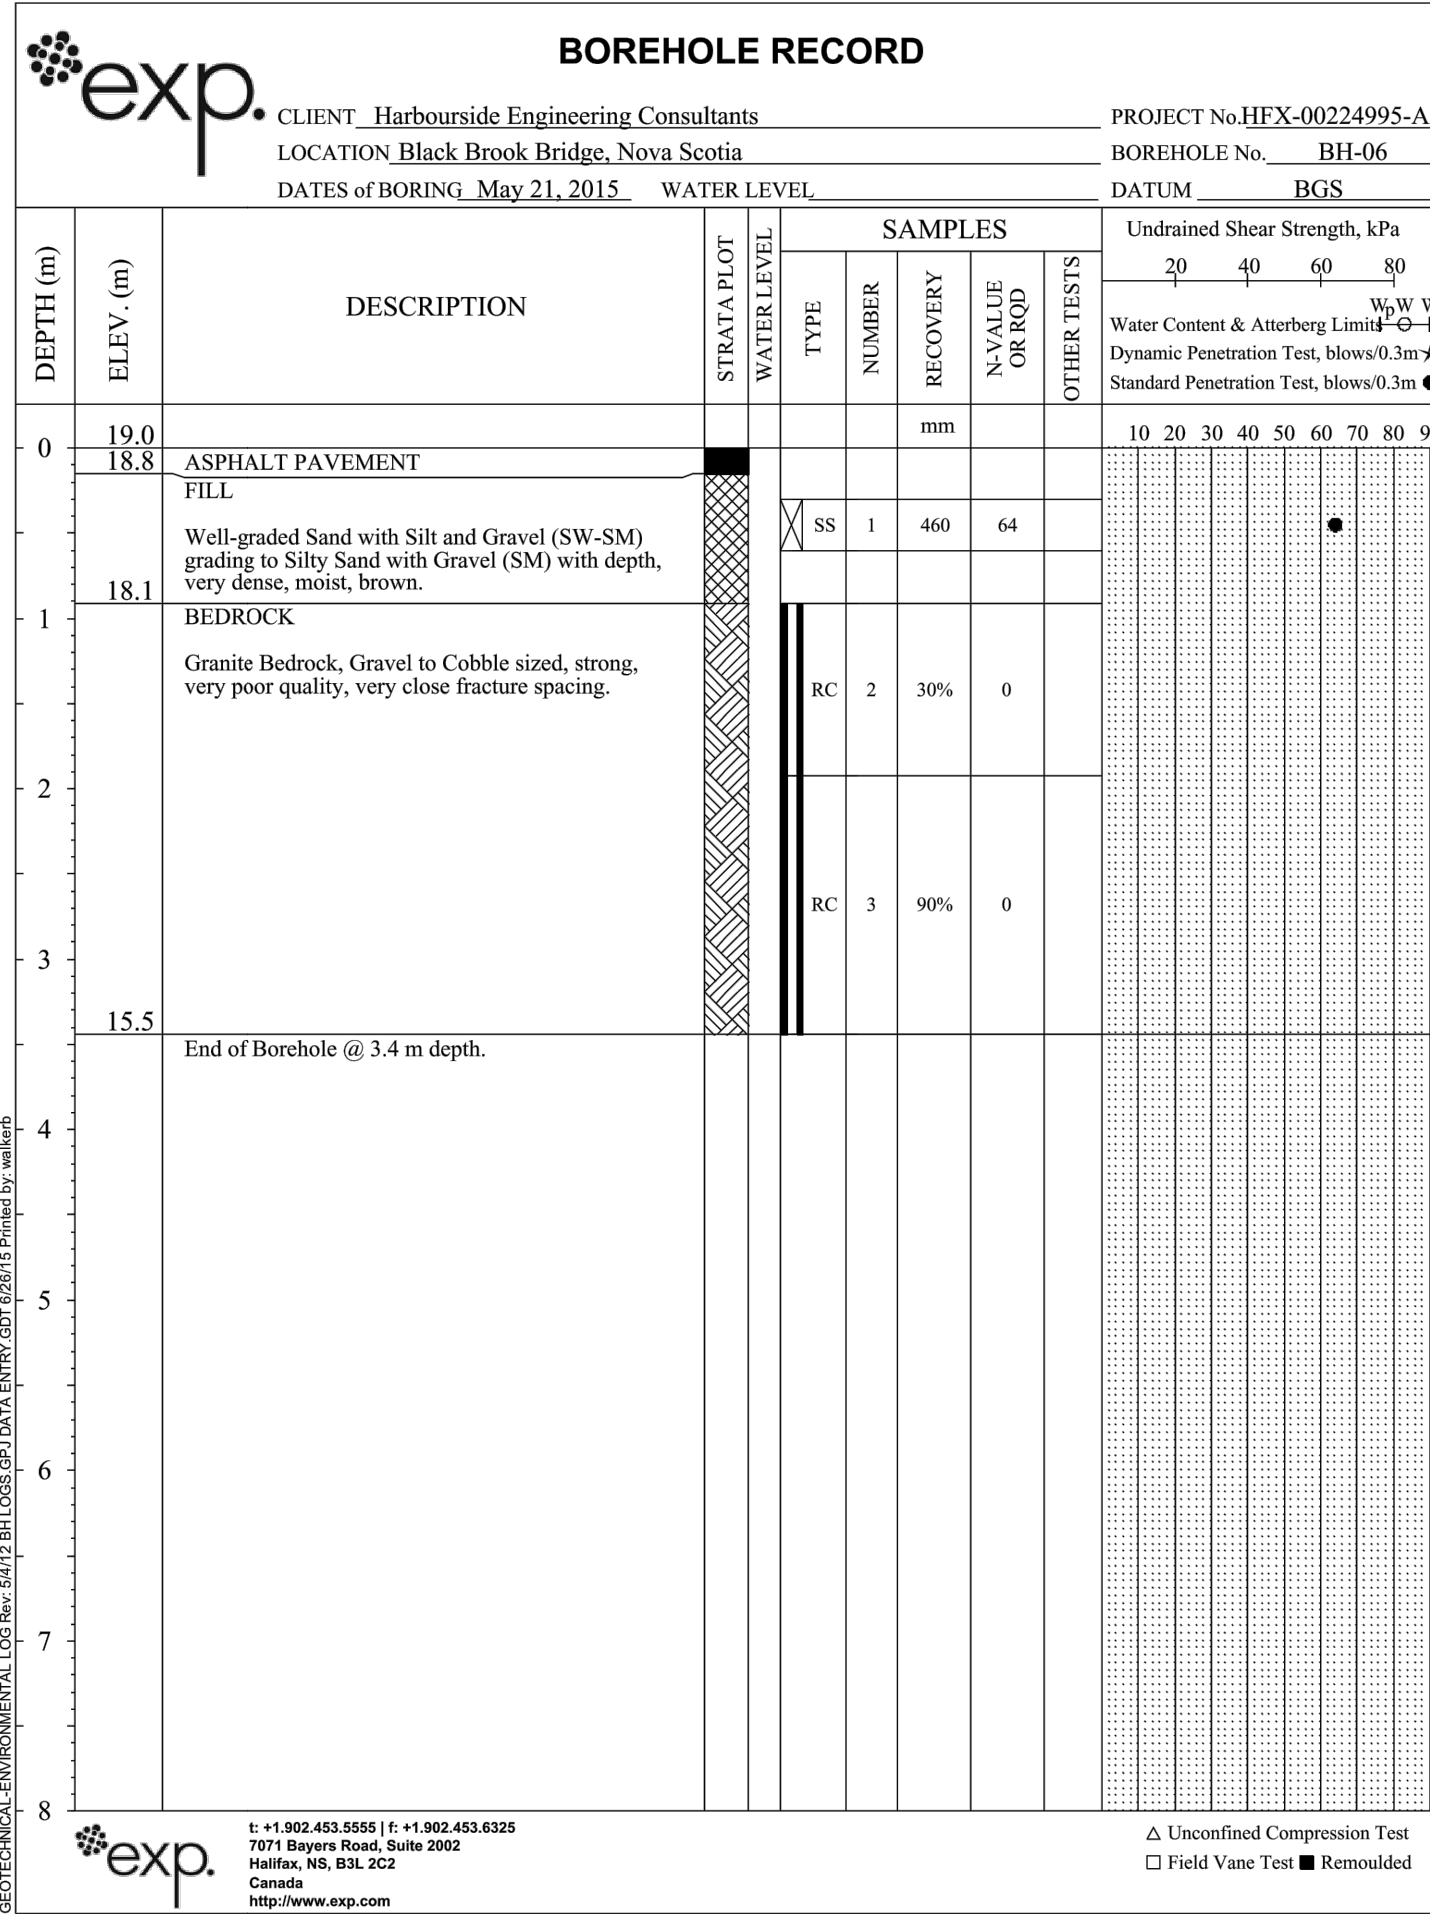 BOREHOLE RECORD
exp.
CLIENT Harbourside Engineering Consultants
PROJECT No. HFX-00224995-A
LOCATION Black Brook Bridge, Nova Scotia
BOREHOLE No. BH-06
DATES of BORING May 21, 2015 WATER LEVEL
DATUM BGS
DEPTH (m)
ELEV. (m)
DESCRIPTION
STRATA PLOT
WATER LEVEL
SAMPLES
TYPE
NUMBER
RECOVERY
N-VALUE
OR RQD
OTHER TESTS
Undrained Shear Strength, kPa
20 40 60 80
Wp W W
Water Content & Atterberg Limits
Dynamic Penetration Test, blows/0.3m
Standard Penetration Test, blows/0.3m
mm
10 20 30 40 50 60 70 80 9
19.0
0
18.8 ASPHALT PAVEMENT
FILL
SS 1 460 64
Well-graded Sand with Silt and Gravel (SW-SM)
grading to Silty Sand with Gravel (SM) with depth,
very dense, moist, brown.
18.1
1
BEDROCK
Granite Bedrock, Gravel to Cobble sized, strong,
very poor quality, very close fracture spacing.
RC 2 30% 0
2
RC 3 90% 0
3
15.5
End of Borehole @ 3.4 m depth.
4
5
6
7
8
GEOTECHNICAL-ENVIRONMENTAL LOG Rev: 5/4/12 BH LOGS.GPJ DATA ENTRY.GDT 6/26/15 Printed by: walkerb
exp.
t: +1.902.453.5555 | f: +1.902.453.6325
7071 Bayers Road, Suite 2002
Halifax, NS, B3L 2C2
Canada
http://www.exp.com
Unconfined Compression Test
Field Vane Test Remoulded